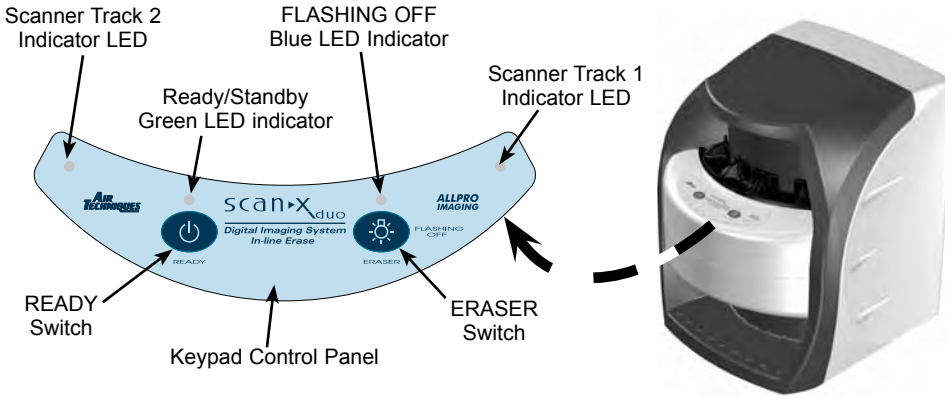 Scanner Track 2
Indicator LED
FLASHING OFF
Blue LED Indicator
Scanner Track 1
Indicator LED
Ready/Standby
Green LED indicator
AIR
TECHNIQUES
scan x duo
Digital Imaging System
In-line Erase
ALLPRO
IMAGING
FLASHING
OFF
READY
ERASER
READY
Switch
ERASER
Switch
Keypad Control Panel